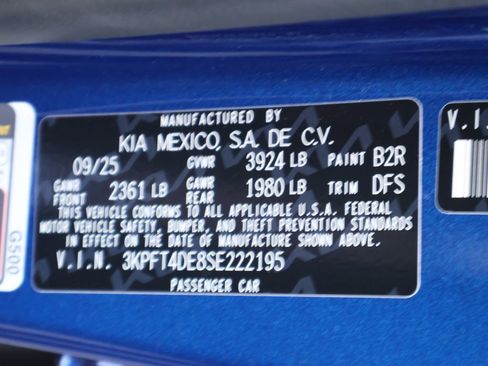 MANUFACTURED BY
KIA MEXICO, S.A. DE C.V.
09/25 GVWR 3924 LB PAINT B2R
GAWR FRONT 2361 LB GAWR REAR 1980 LB TRIM DFS
THIS VEHICLE CONFORMS TO ALL APPLICABLE U.S.A. FEDERAL
MOTOR VEHICLE SAFETY, BUMPER, AND THEFT PREVENTION STANDARDS
IN EFFECT ON THE DATE OF MANUFACTURE SHOWN ABOVE.
V.I.N. 3KPFT4DE8SE222195
PASSENGER CAR
V.I.
G500